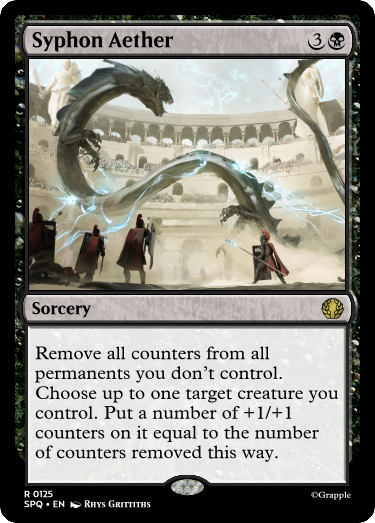 Syphon Aether 3
Sorcery
Remove all counters from all
permanents you don't control.
Choose up to one target creature you
control. Put a number of +1/+1
counters on it equal to the number
of counters removed this way.
R 0125
©Grapple
SPQ • EN Rhys Grittiths